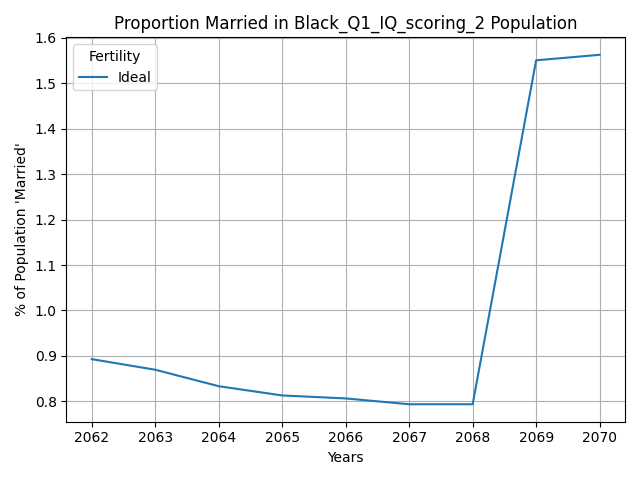 Proportion Married in Black_Q1_IQ_scoring_2 Population
% of Population 'Married'
1.6
1.5
1.4
1.3
1.2
1.1
1.0
0.9
0.8
Fertility
Ideal
2062 2063 2064 2065 2066 2067 2068 2069 2070
Years